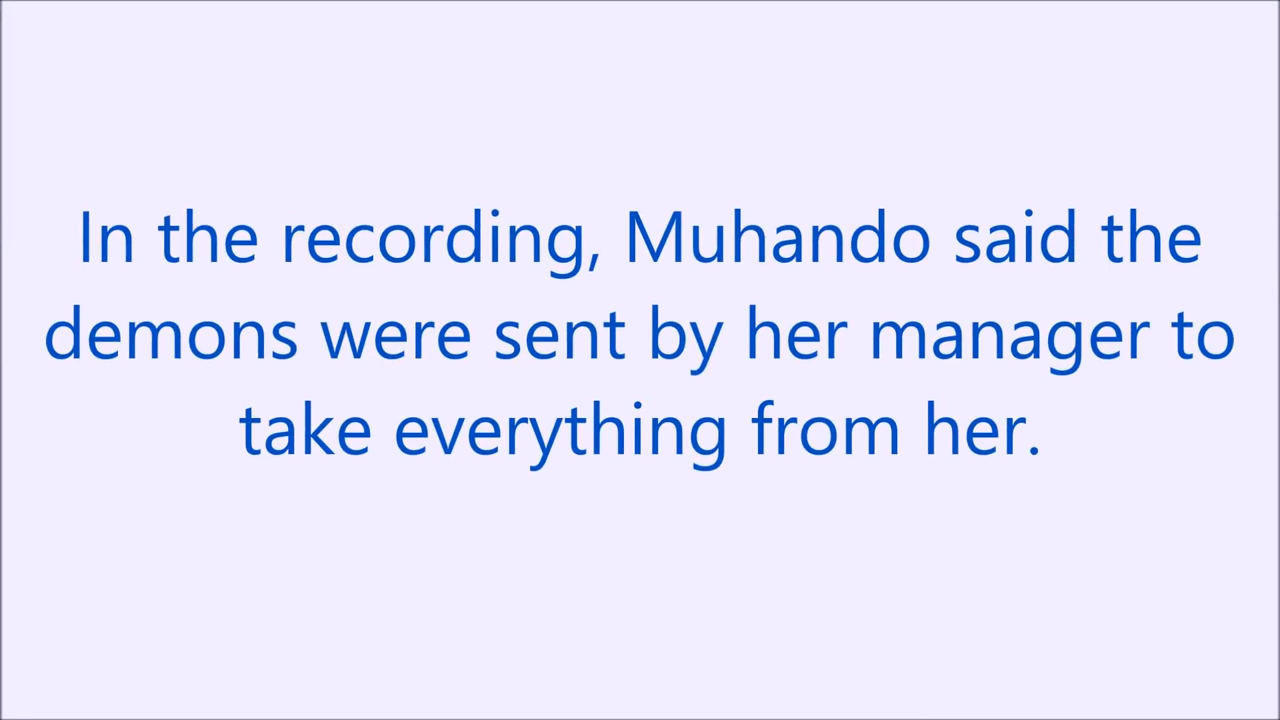 In the recording, Muhando said the
demons were sent by her manager to
take everything from her.